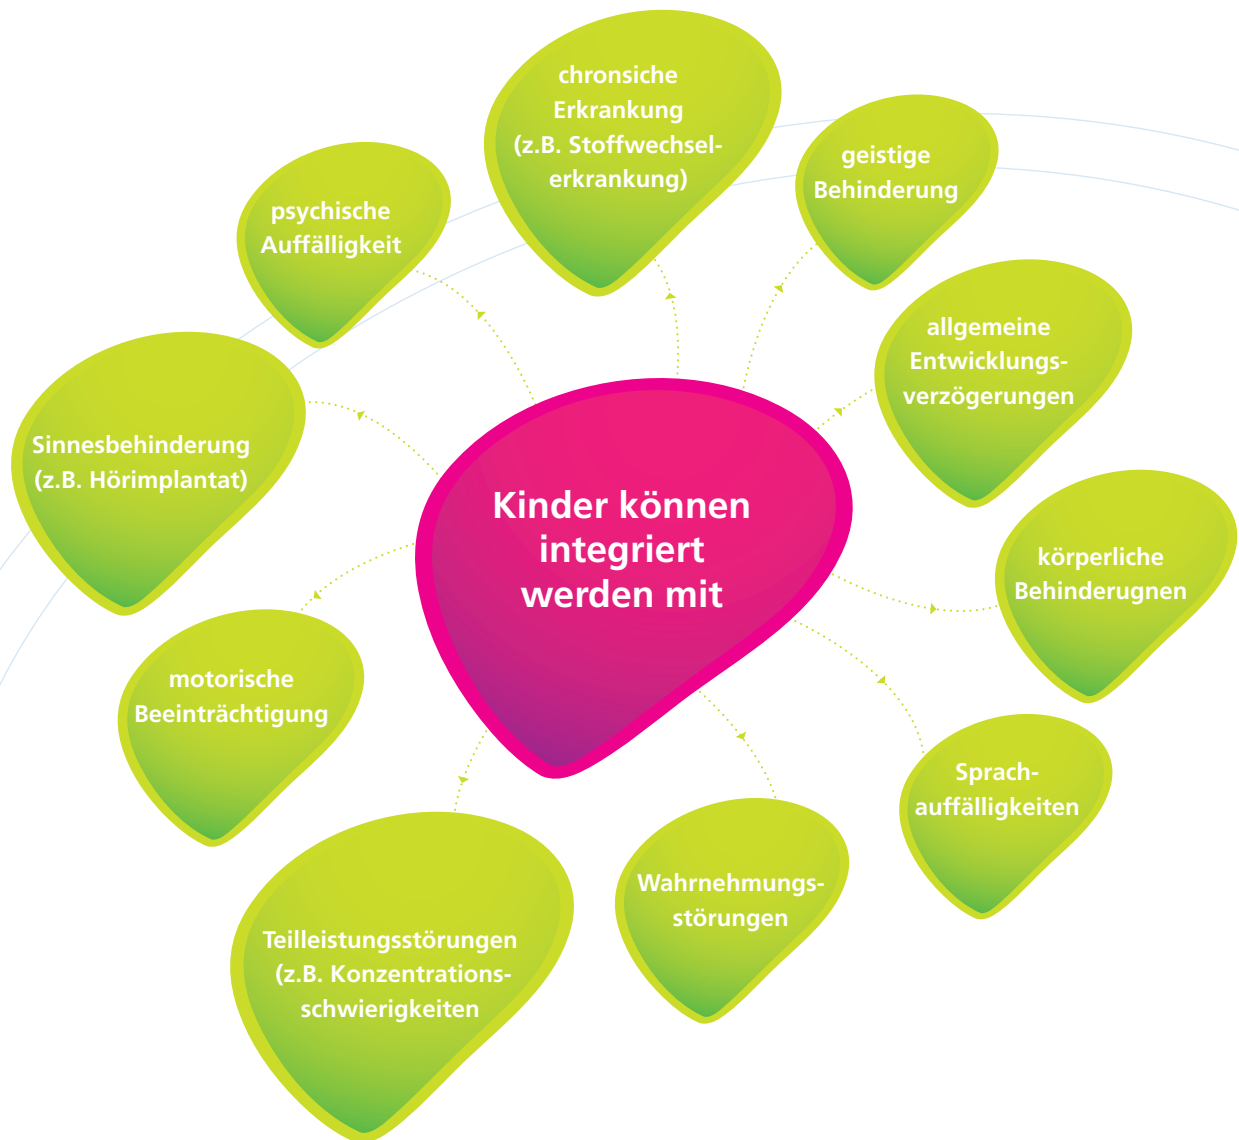 chronsiche
Erkrankung
(z.B. Stoffwechsel-
erkrankung)
geistige
Behinderung
psychische
Auffälligkeit
allgemeine
Entwicklungs-
verzögerungen
Sinnesbehinderung
(z.B. Hörimplantat)
Kinder können
integriert
werden mit
körperliche
Behinderugnen
motorische
Beeinträchtigung
Sprach-
auffälligkeiten
Wahrnehmungs-
störungen
Teilleistungsstörungen
(z.B. Konzentrations-
schwierigkeiten